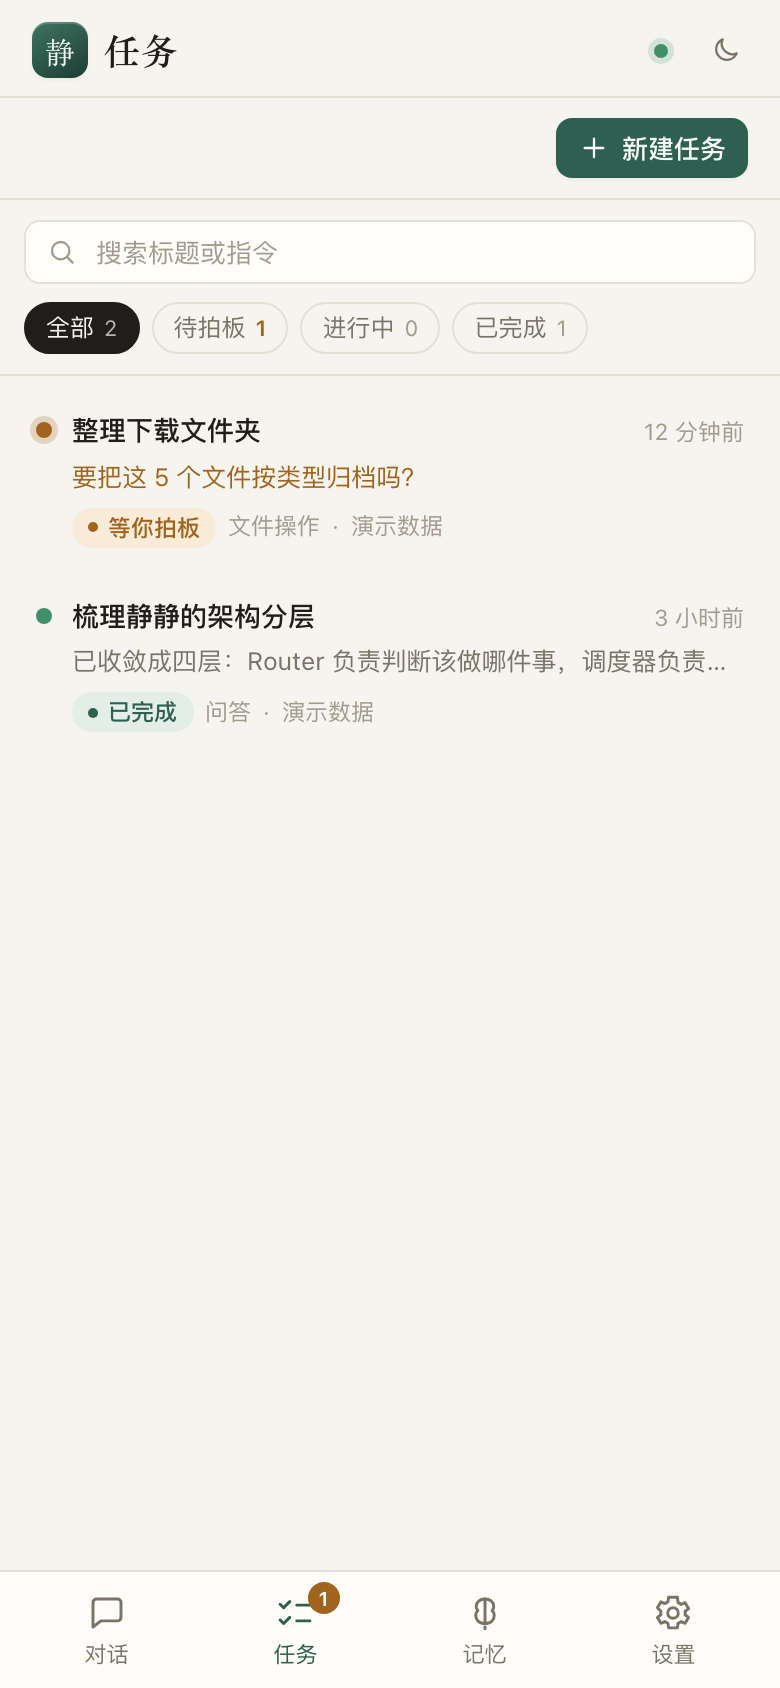 静 任务
新建任务
搜索标题或指令
全部 2 待拍板 1 进行中 0 已完成 1
整理下载文件夹 12 分钟前
要把这 5 个文件按类型归档吗?
等你拍板 文件操作 · 演示数据
梳理静静的架构分层 3 小时前
已收敛成四层：Router 负责判断该做哪件事，调度器负责…
已完成 问答 · 演示数据
1
对话 任务 记忆 设置